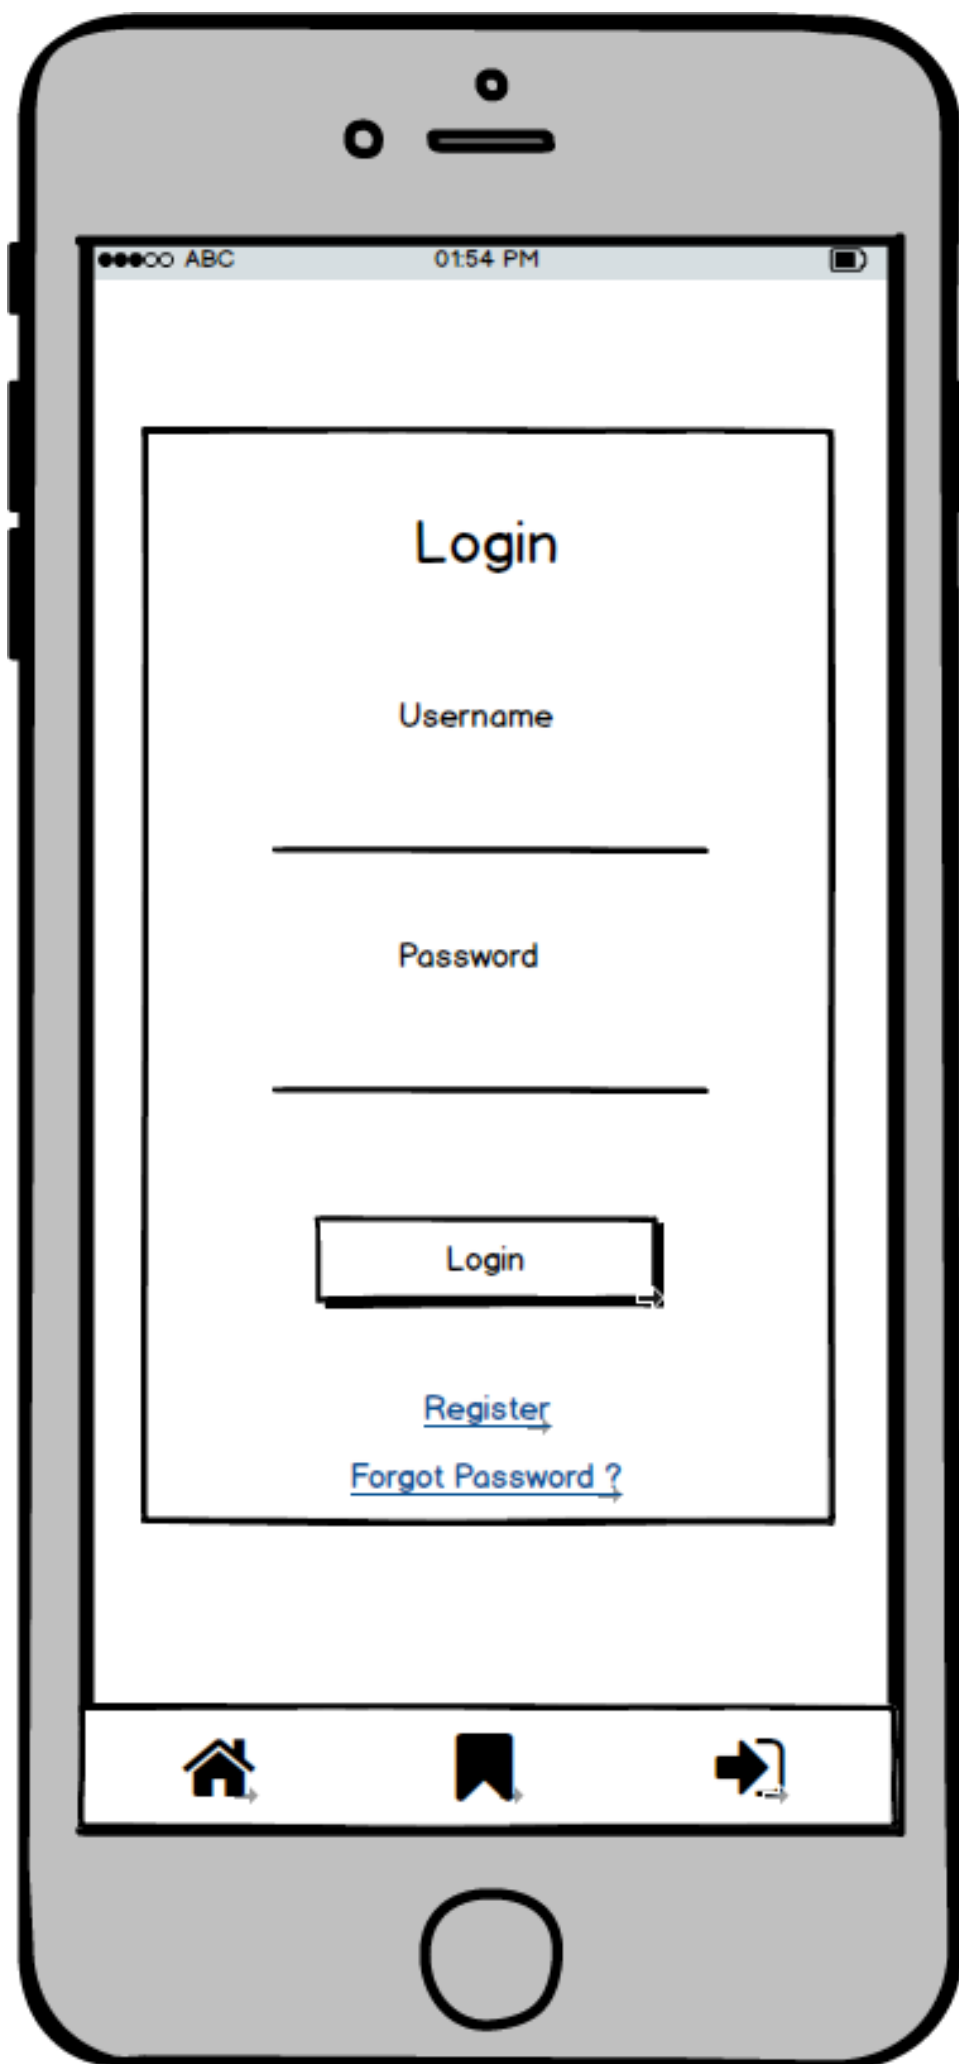 ABC 01:54 PM
Login
Username
Password
Login
Register
Forgot Password ?